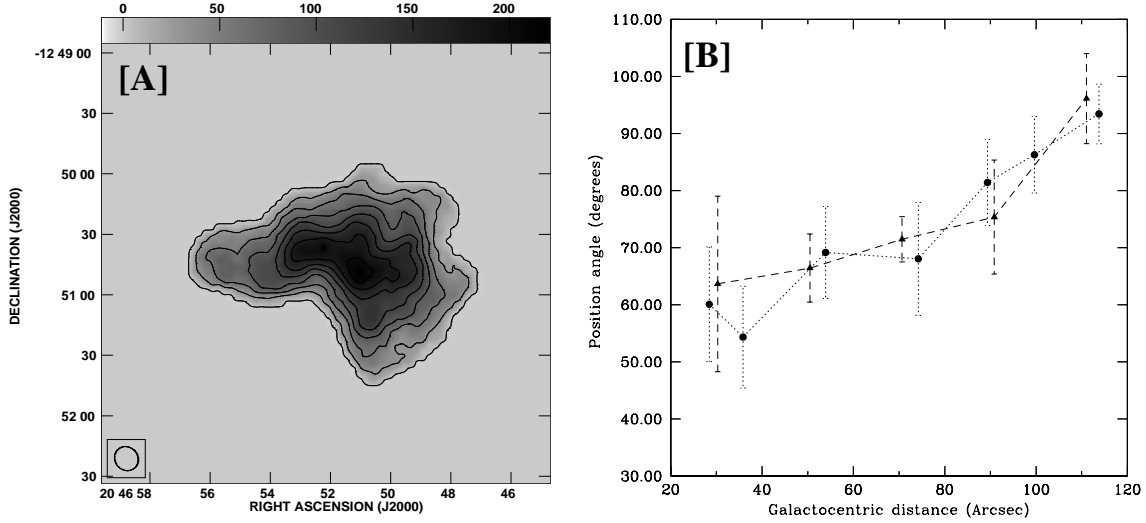 0 50 100 150 200
[A]
-12 49 00
30
50 00
30
51 00
30
52 00
30
DECLINATION (J2000)
20 46 58 56 54 52 50 48 46
RIGHT ASCENSION (J2000)
[B]
110.00
100.00
90.00
80.00
70.00
60.00
50.00
40.00
30.00
Position angle (degrees)
20 40 60 80 100 120
Galactocentric distance (Arcsec)